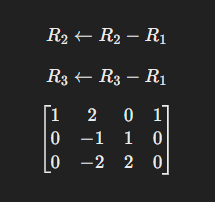 R₂ ← R₂ − R₁
R₃ ← R₃ − R₁
1 2 0 1
0 −1 1 0
0 −2 2 0